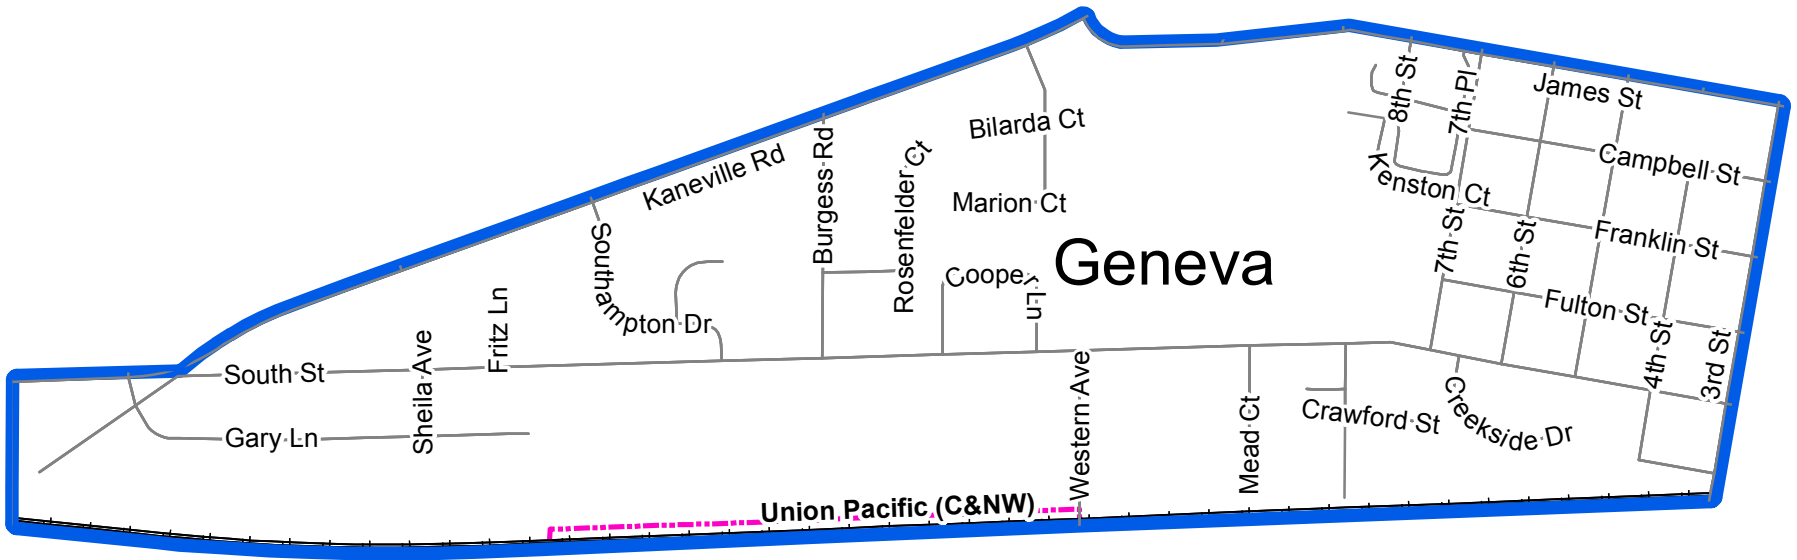 8th St
7th Pl
James St
Bilarda Ct
Kaneville Rd
Burgess Rd
Rosenfelder Ct
Campbell St
Kenston Ct
Marion Ct
Southampton Dr
Geneva
7th St
6th St
Franklin St
Cooper Ln
Fritz Ln
Fulton St
4th St
3rd St
South St
Sheila Ave
Gary Ln
Western Ave
Mead Ct
Crawford St
Creekside Dr
Union Pacific (C&NW)